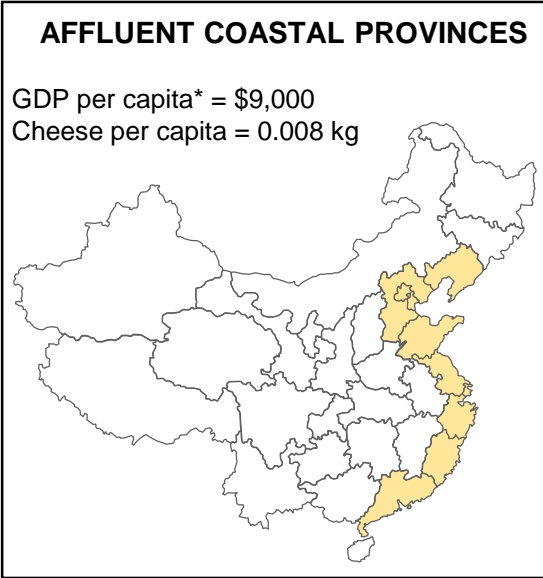 AFFLUENT COASTAL PROVINCES
GDP per capita* = $9,000
Cheese per capita = 0.008 kg